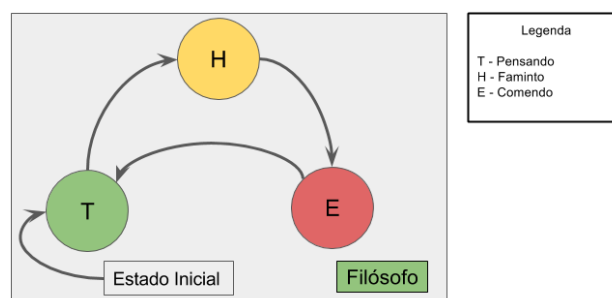 H
T
E
Estado Inicial
Filósofo
Legenda
T - Pensando
H - Faminto
E - Comendo